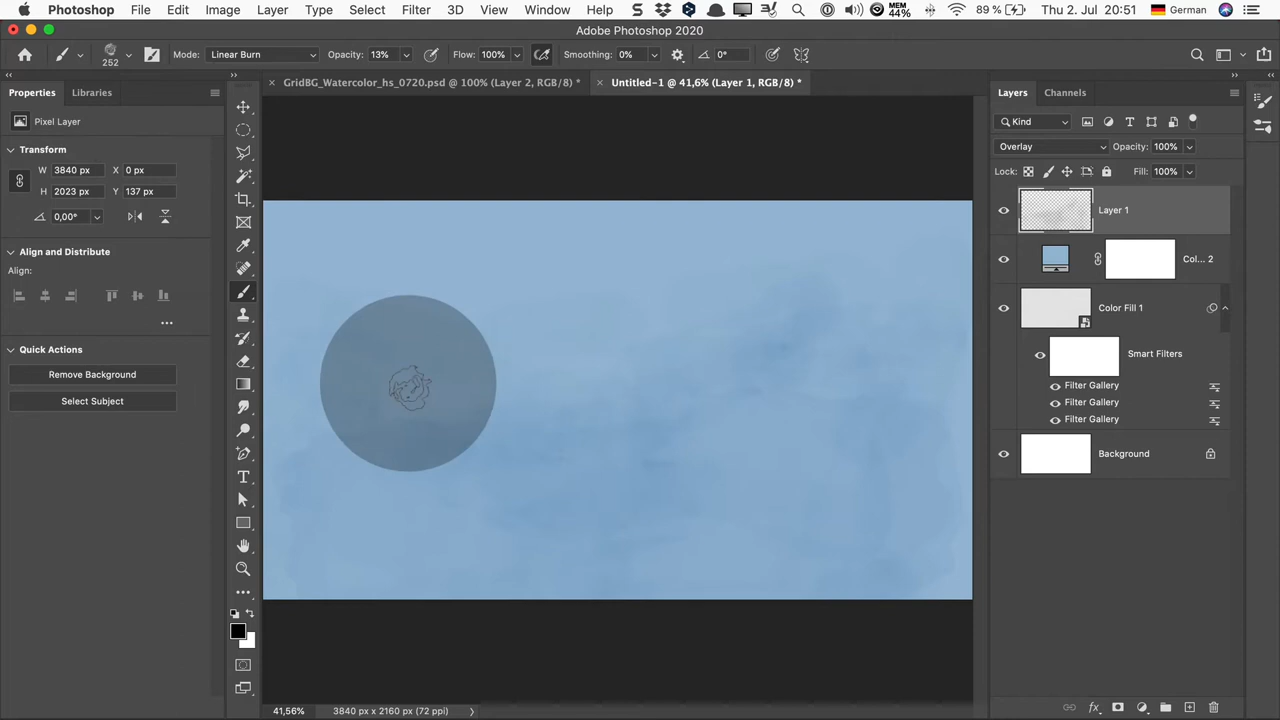 Photoshop File Edit Image Layer Type Select Filter 3D View Window Help MEM 44% 89 % Thu 2. Jul 20:51 German
Adobe Photoshop 2020
252 Mode: Linear Burn Opacity: 13% Flow: 100% Smoothing: 0% 0°
Properties Libraries
GridBG_Watercolor_hs_0720.psd @ 100% (Layer 2, RGB/8) *
Untitled-1 @ 41,6% (Layer 1, RGB/8) *
Pixel Layer
Transform
W 3840 px X 0 px
H 2023 px Y 137 px
0,00°
Align and Distribute
Align:
Quick Actions
Remove Background
Select Subject
41,56% 3840 px x 2160 px (72 ppi)
Layers Channels
Kind
Overlay Opacity: 100%
Lock: Fill: 100%
Layer 1
Col... 2
Color Fill 1
Smart Filters
Filter Gallery
Filter Gallery
Filter Gallery
Background